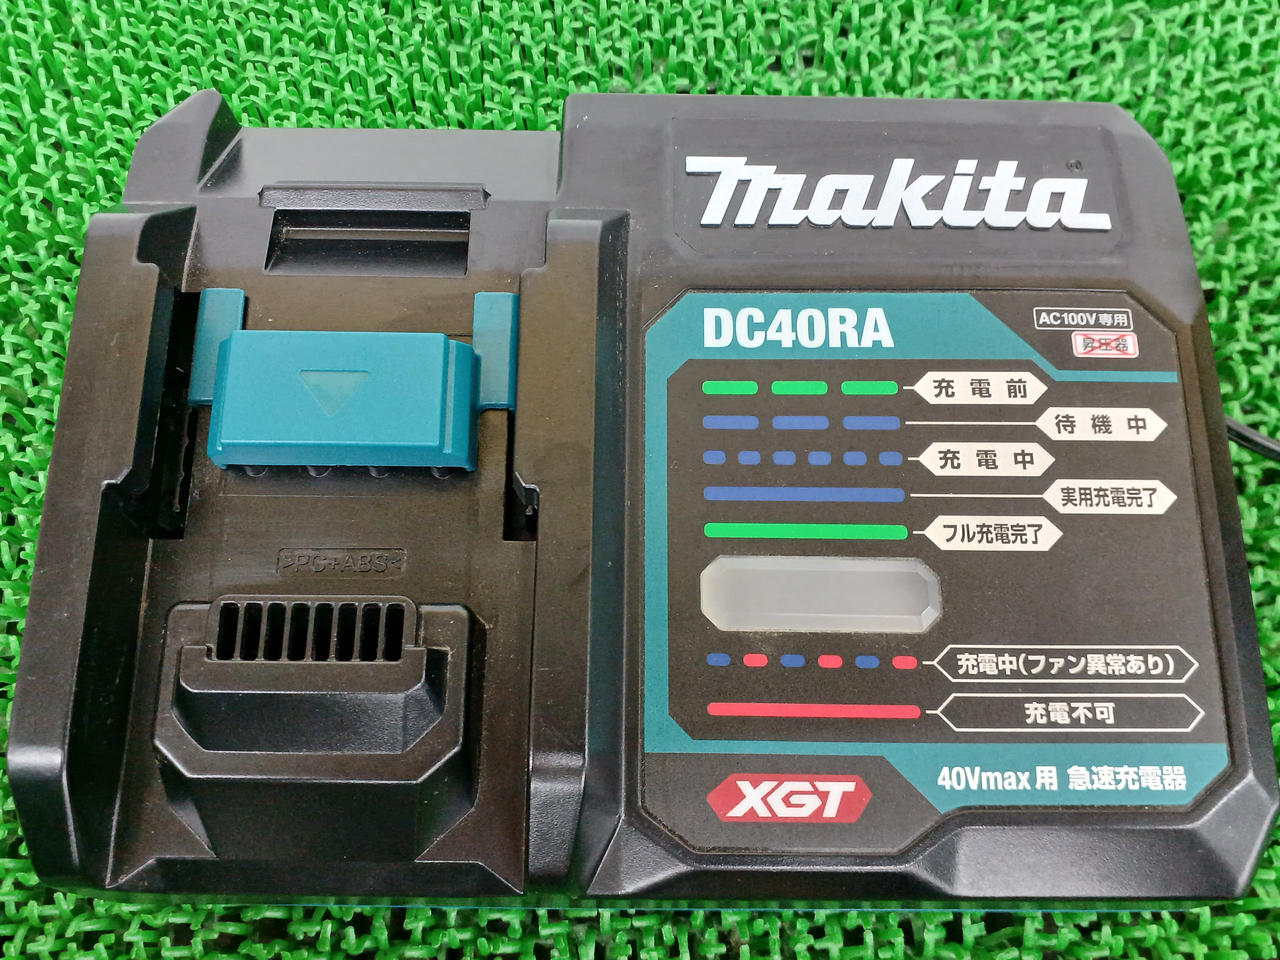 makita®
DC40RA
AC100V専用
昇圧器
充電前
待機中
充電中
実用充電完了
フル充電完了
>PC+ABS<
充電中(ファン異常あり)
充電不可
XGT
40Vmax用 急速充電器